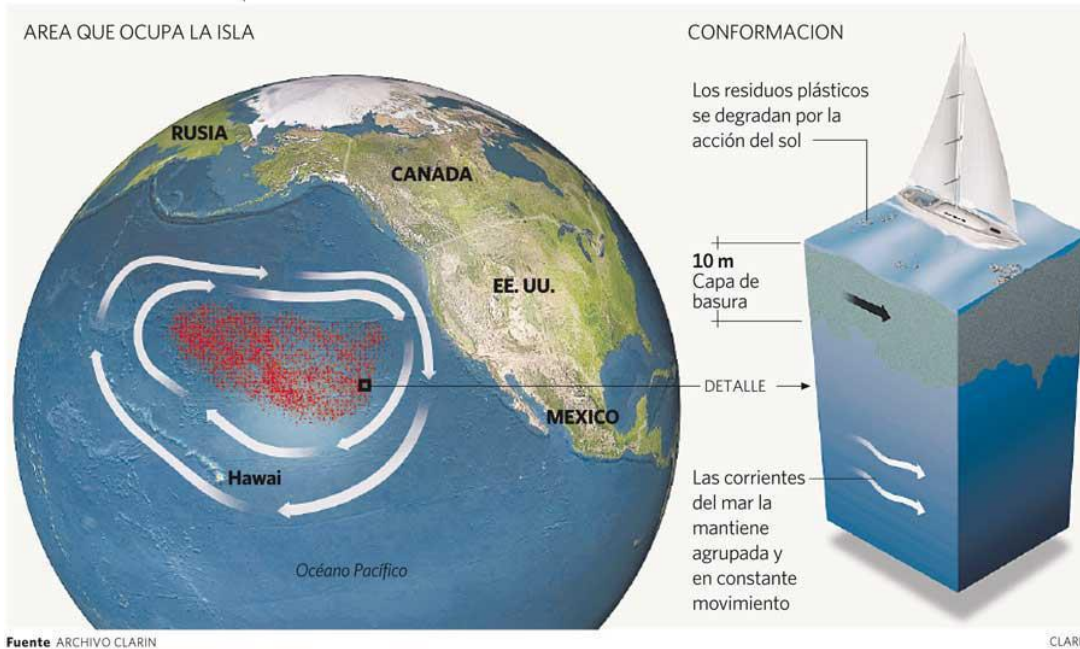 AREA QUE OCUPA LA ISLA
RUSIA
CANADA
EE. UU.
MEXICO
Hawai
Océano Pacífico
CONFORMACION
Los residuos plásticos
se degradan por la
acción del sol
10 m
Capa de
basura
DETALLE
Las corrientes
del mar la
mantiene
agrupada y
en constante
movimiento
Fuente ARCHIVO CLARIN